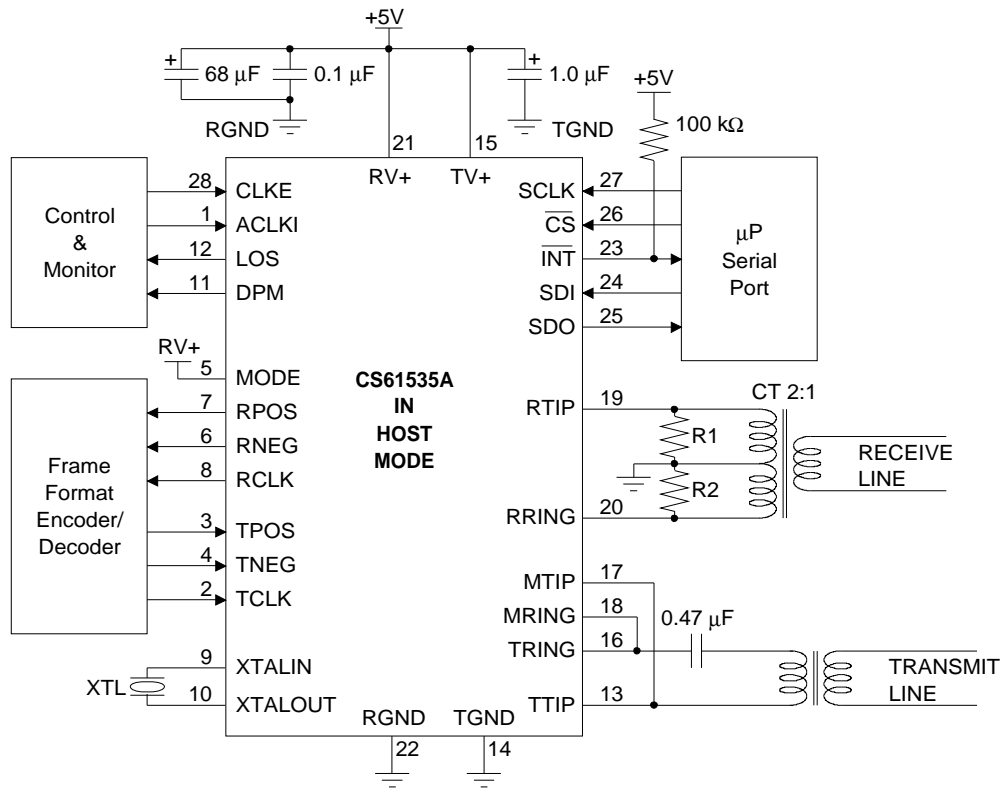 +5V
68 μF
0.1 μF
1.0 μF
+5V
100 kΩ
RGND
TGND
21
15
RV+
TV+
Control
&
Monitor
28
CLKE
1
ACLKI
12
LOS
11
DPM
SCLK
27
CS
26
INT
23
SDI
24
SDO
25
μP
Serial
Port
RV+
5
MODE
7
RPOS
6
RNEG
8
RCLK
3
TPOS
4
TNEG
2
TCLK
Frame
Format
Encoder/
Decoder
CS61535A
IN
HOST
MODE
RTIP
19
RRING
20
R1
R2
CT 2:1
RECEIVE
LINE
MTIP
17
MRING
18
TRING
16
TTIP
13
0.47 μF
TRANSMIT
LINE
XTL
9
XTALIN
10
XTALOUT
RGND
TGND
22
14
+
+